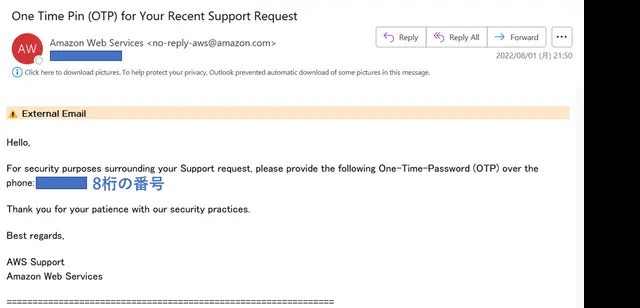 One Time Pin (OTP) for Your Recent Support Request
AW
Amazon Web Services <no-reply-aws@amazon.com>
Reply
Reply All
Forward
2022/08/01 (月) 21:50
Click here to download pictures. To help protect your privacy, Outlook prevented automatic download of some pictures in this message.
External Email
Hello,
For security purposes surrounding your Support request, please provide the following One-Time-Password (OTP) over the
phone: 8桁の番号
Thank you for your patience with our security practices.
Best regards,
AWS Support
Amazon Web Services
===============================================================